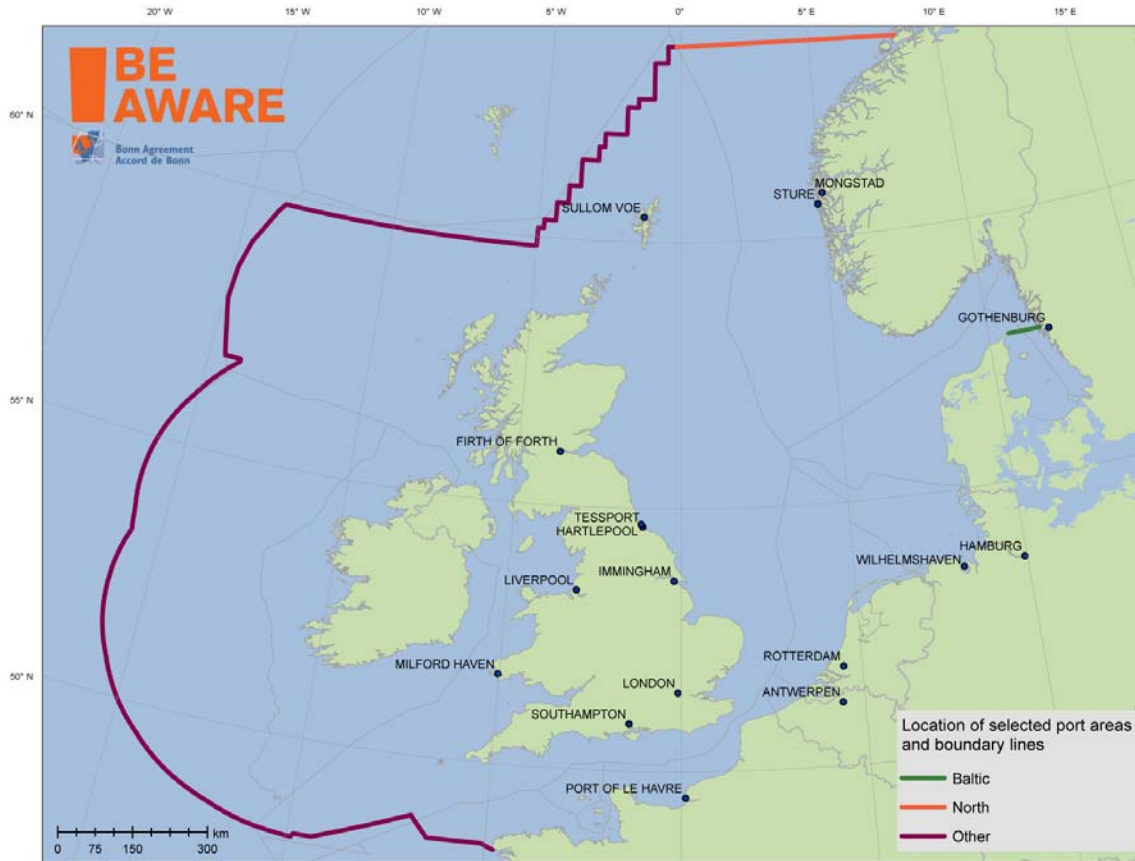 20° W
15° W
10° W
5° W
0°
5° E
10° E
15° E
BE
AWARE
Bonn Agreement
Accord de Bonn
60° N
55° N
50° N
MONGSTAD
STURE
SULLOM VOE
GOTHENBURG
FIRTH OF FORTH
TESSPORT
HARTLEPOOL
WILHELMSHAVEN
HAMBURG
LIVERPOOL
IMMINGHAM
MILFORD HAVEN
ROTTERDAM
LONDON
ANTWERPEN
SOUTHAMPTON
PORT OF LE HAVRE
Location of selected port areas
and boundary lines
Baltic
North
Other
km
0 75 150 300